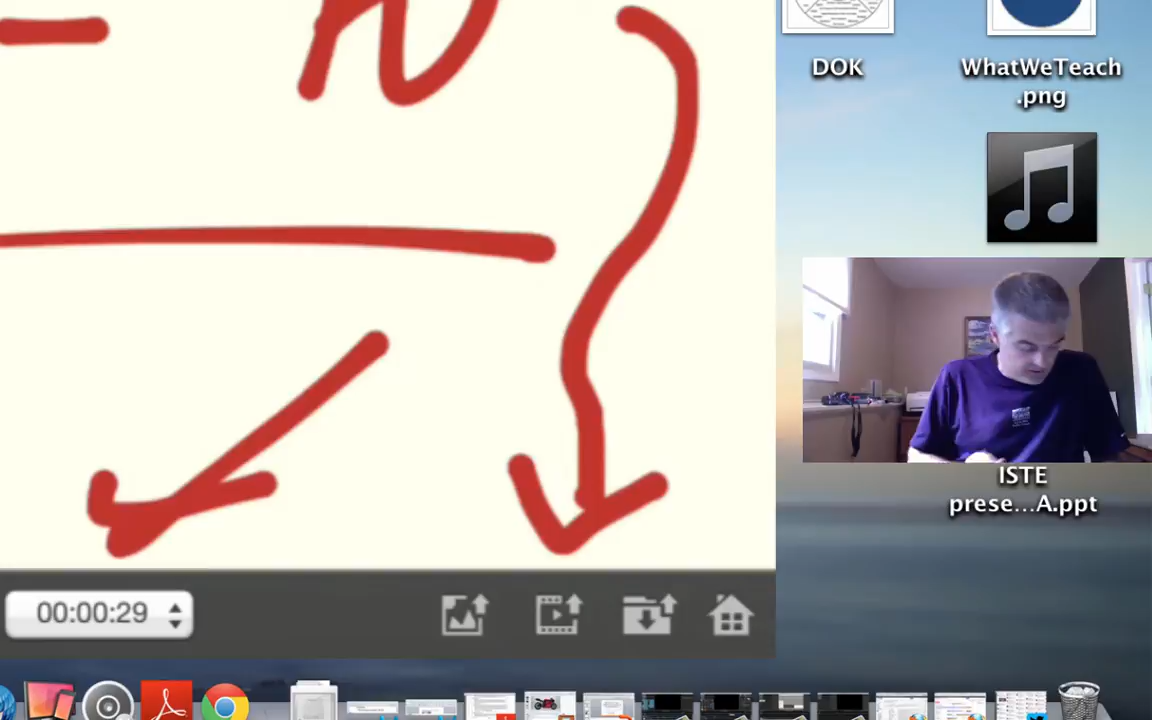 DOK
WhatWeTeach
.png
ISTE
prese...A.ppt
00:00:29